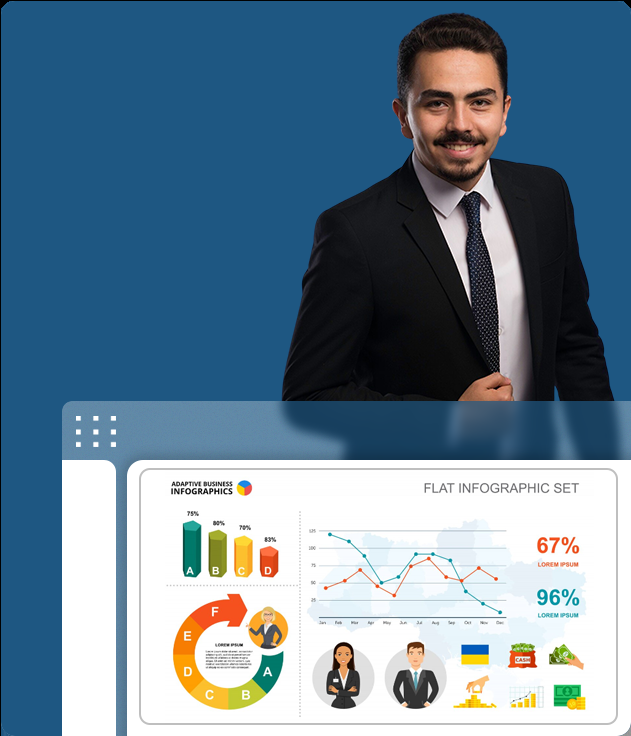 ADAPTIVE BUSINESS
INFOGRAPHICS
FLAT INFOGRAPHIC SET
75%
80%
70%
83%
A
B
C
D
125
100
75
50
25
Jan Feb Mar Apr May Jun Jul Aug Sep Oct Nov Dec
67%
LOREM IPSUM
96%
LOREM IPSUM
F
E
D
C
B
A
LOREM IPSUM
CASH